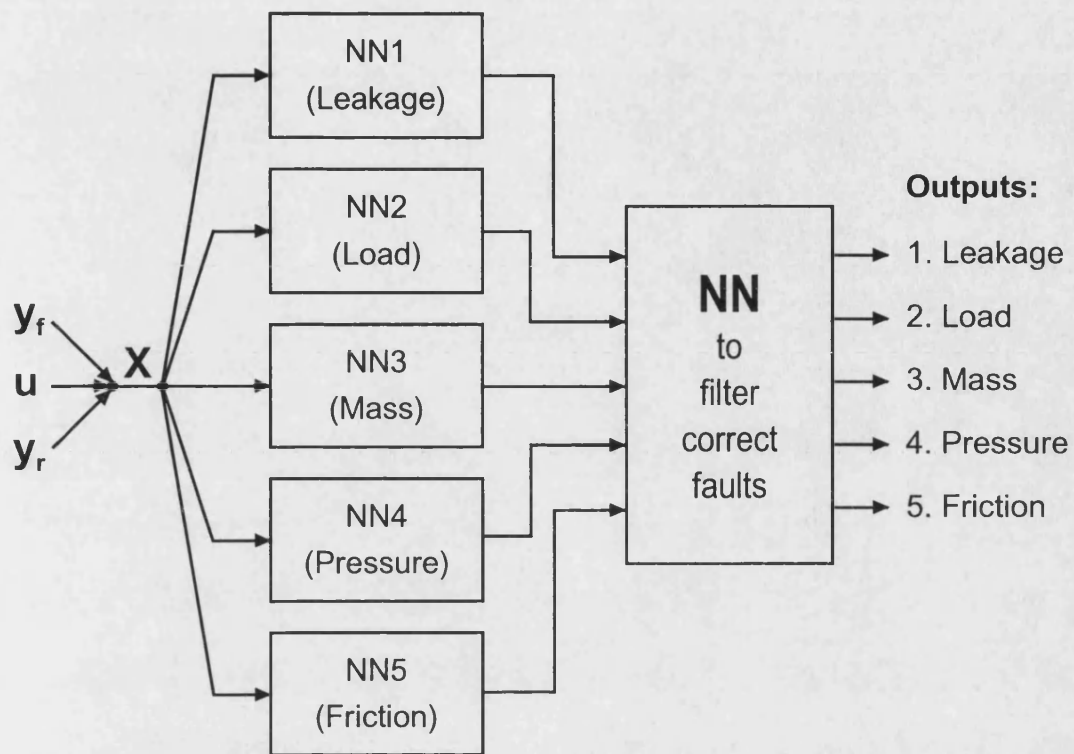 NN1
(Leakage)
NN2
(Load)
NN3
(Mass)
NN4
(Pressure)
NN5
(Friction)
y_f
u
y_r
X
NN
to
filter
correct
faults
Outputs:
1. Leakage
2. Load
3. Mass
4. Pressure
5. Friction